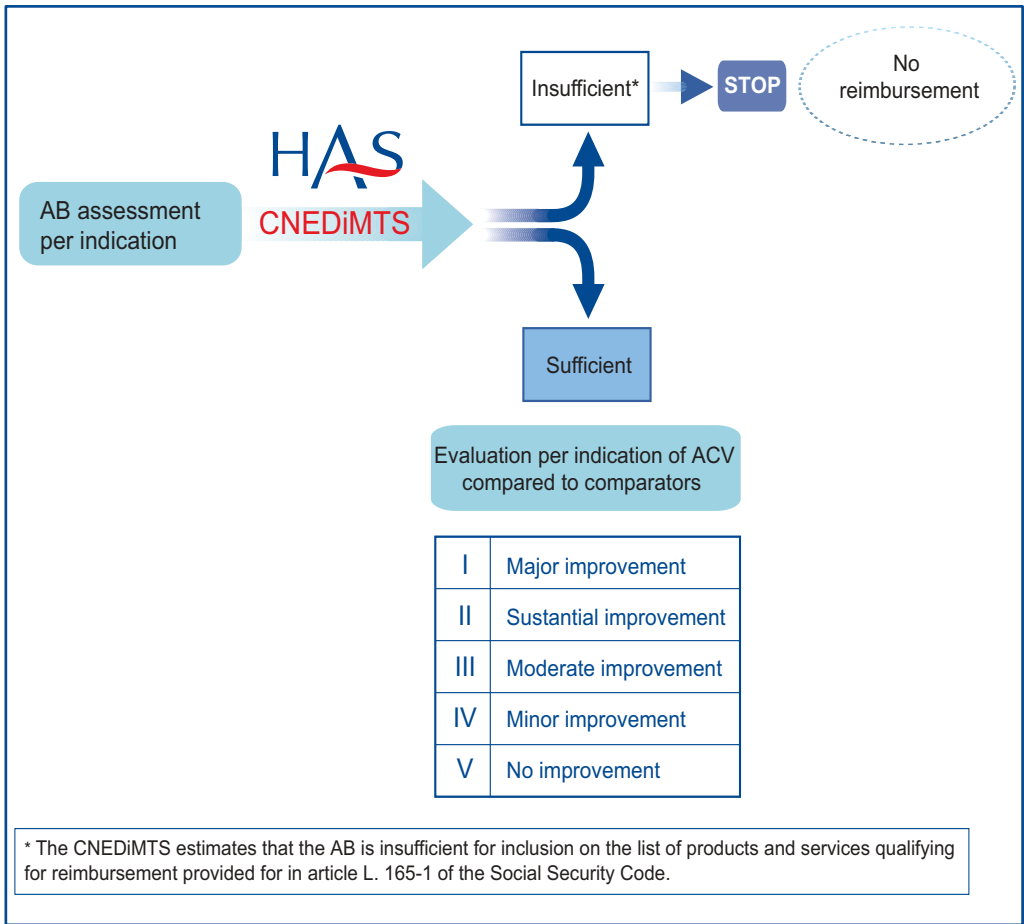 Insufficient*
STOP
No
reimbursement
HAS
AB assessment
per indication
CNEDiMTS
Sufficient
Evaluation per indication of ACV
compared to comparators
I Major improvement
II Sustantial improvement
III Moderate improvement
IV Minor improvement
V No improvement
* The CNEDiMTS estimates that the AB is insufficient for inclusion on the list of products and services qualifying
for reimbursement provided for in article L. 165-1 of the Social Security Code.